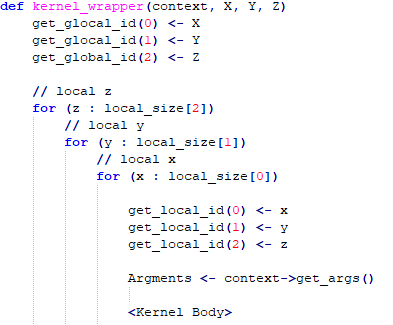 def kernel_wrapper(context, X, Y, Z)
get_glocal_id(0) <- X
get_glocal_id(1) <- Y
get_global_id(2) <- Z
// local z
for (z : local_size[2])
// local y
for (y : local_size[1])
// local x
for (x : local_size[0])
get_local_id(0) <- x
get_local_id(1) <- y
get_local_id(2) <- z
Argments <- context->get_args()
<Kernel Body>